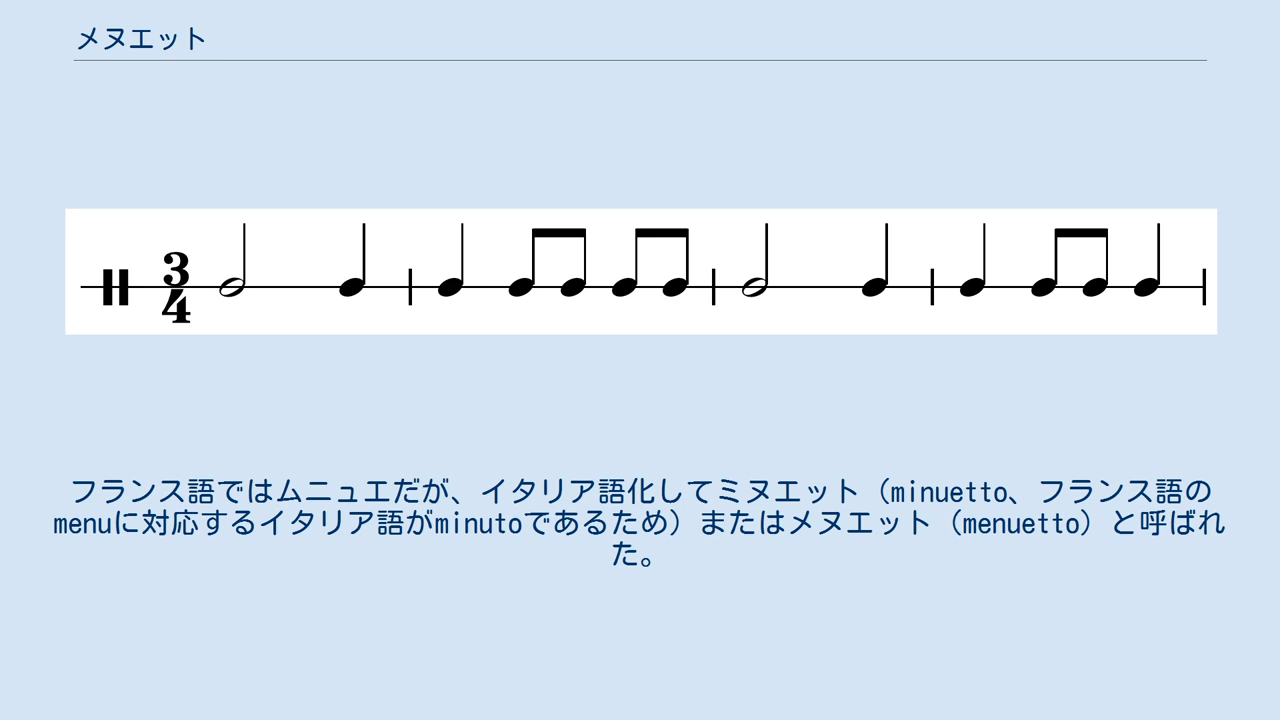 メヌエット
3
4
フランス語ではムニュエだが、イタリア語化してミヌエット（minuetto、フランス語の
menuに対応するイタリア語がminutoであるため）またはメヌエット（menuetto）と呼ばれ
た。